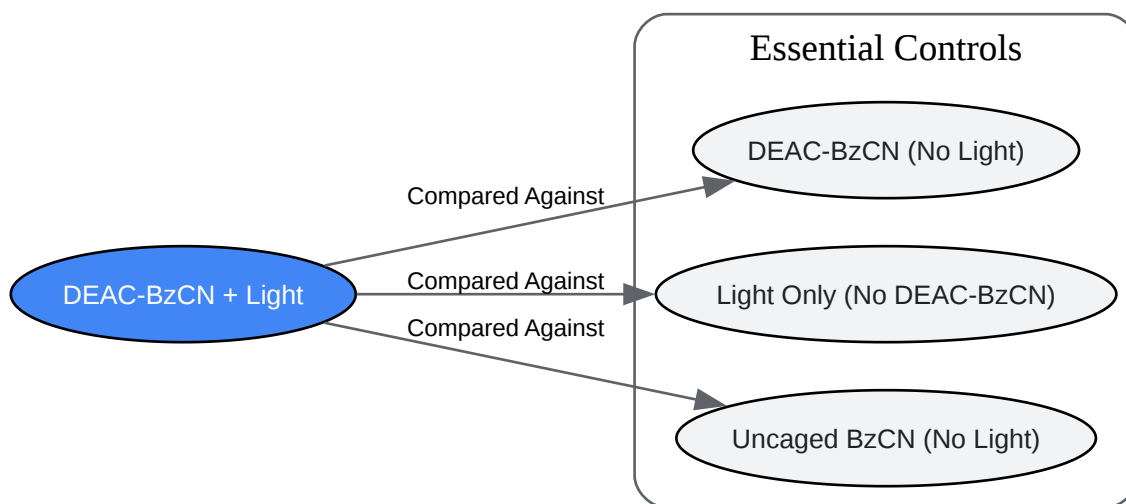 Essential Controls
DEAC-BzCN (No Light)
Compared Against
DEAC-BzCN + Light
Compared Against
Light Only (No DEAC-BzCN)
Compared Against
Uncaged BzCN (No Light)